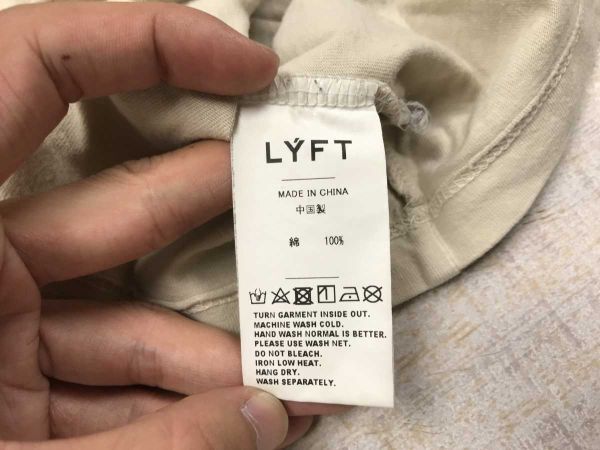 LÝFT
MADE IN CHINA
中国製
綿 100%
TURN GARMENT INSIDE OUT.
MACHINE WASH COLD.
HAND WASH NORMAL IS BETTER.
PLEASE USE WASH NET.
DO NOT BLEACH.
IRON LOW HEAT.
HANG DRY.
WASH SEPARATELY.